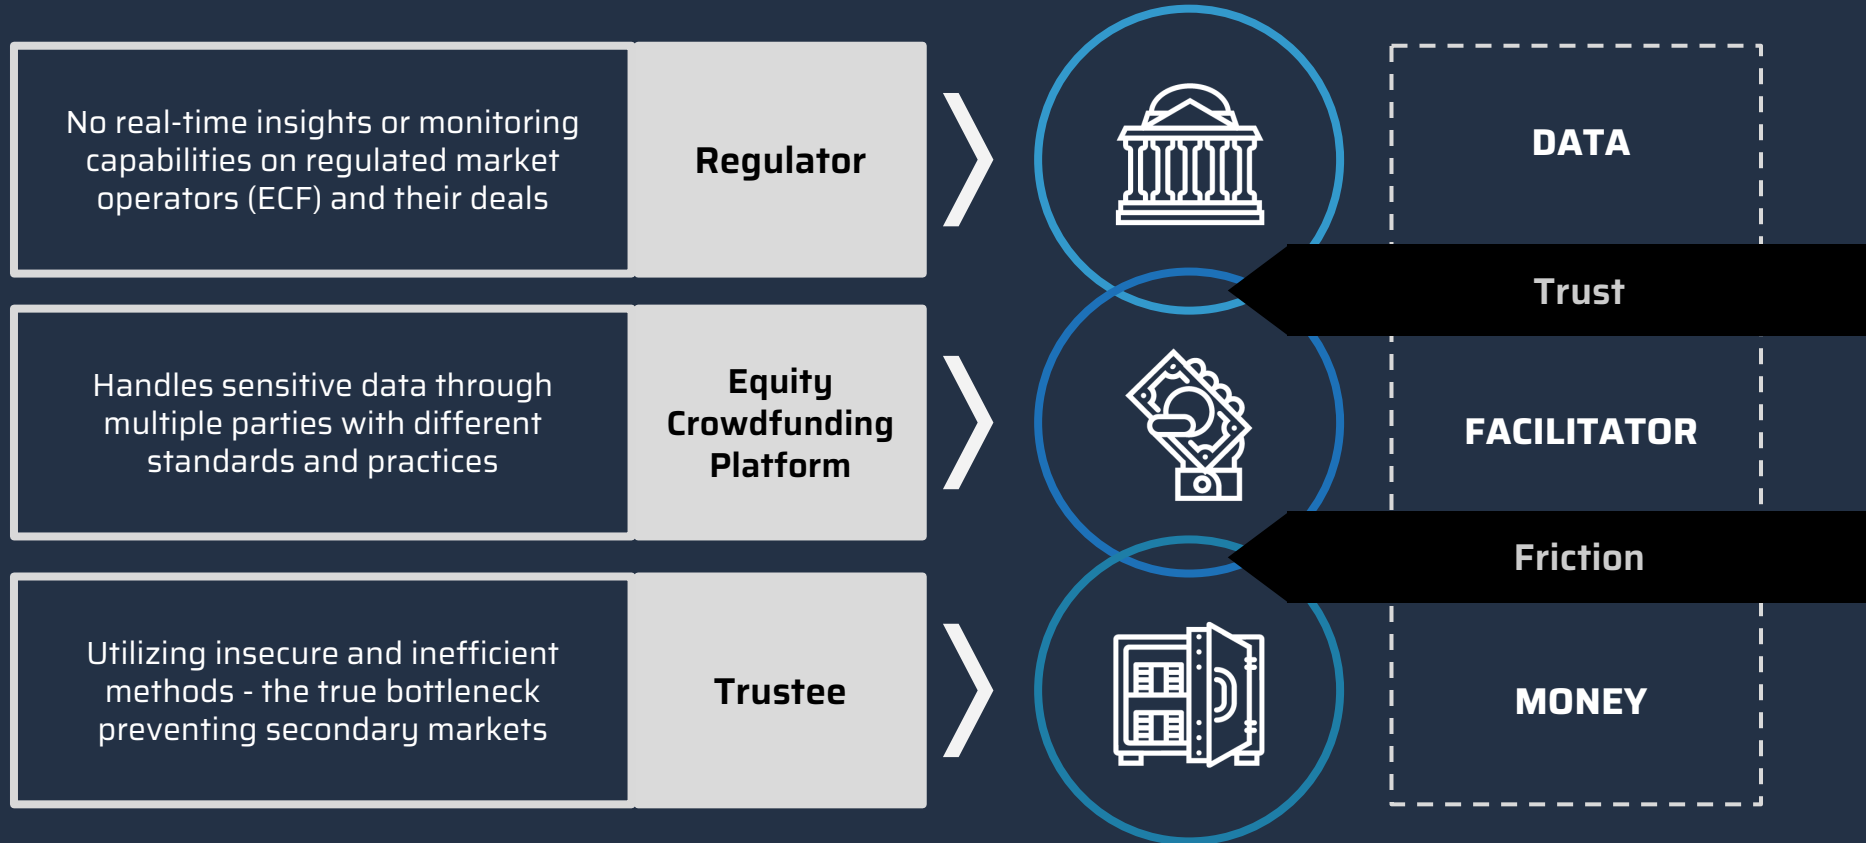 No real-time insights or monitoring
capabilities on regulated market
operators (ECF) and their deals
Regulator
DATA
Trust
Handles sensitive data through
multiple parties with different
standards and practices
Equity
Crowdfunding
Platform
FACILITATOR
Friction
Utilizing insecure and inefficient
methods - the true bottleneck
preventing secondary markets
Trustee
MONEY